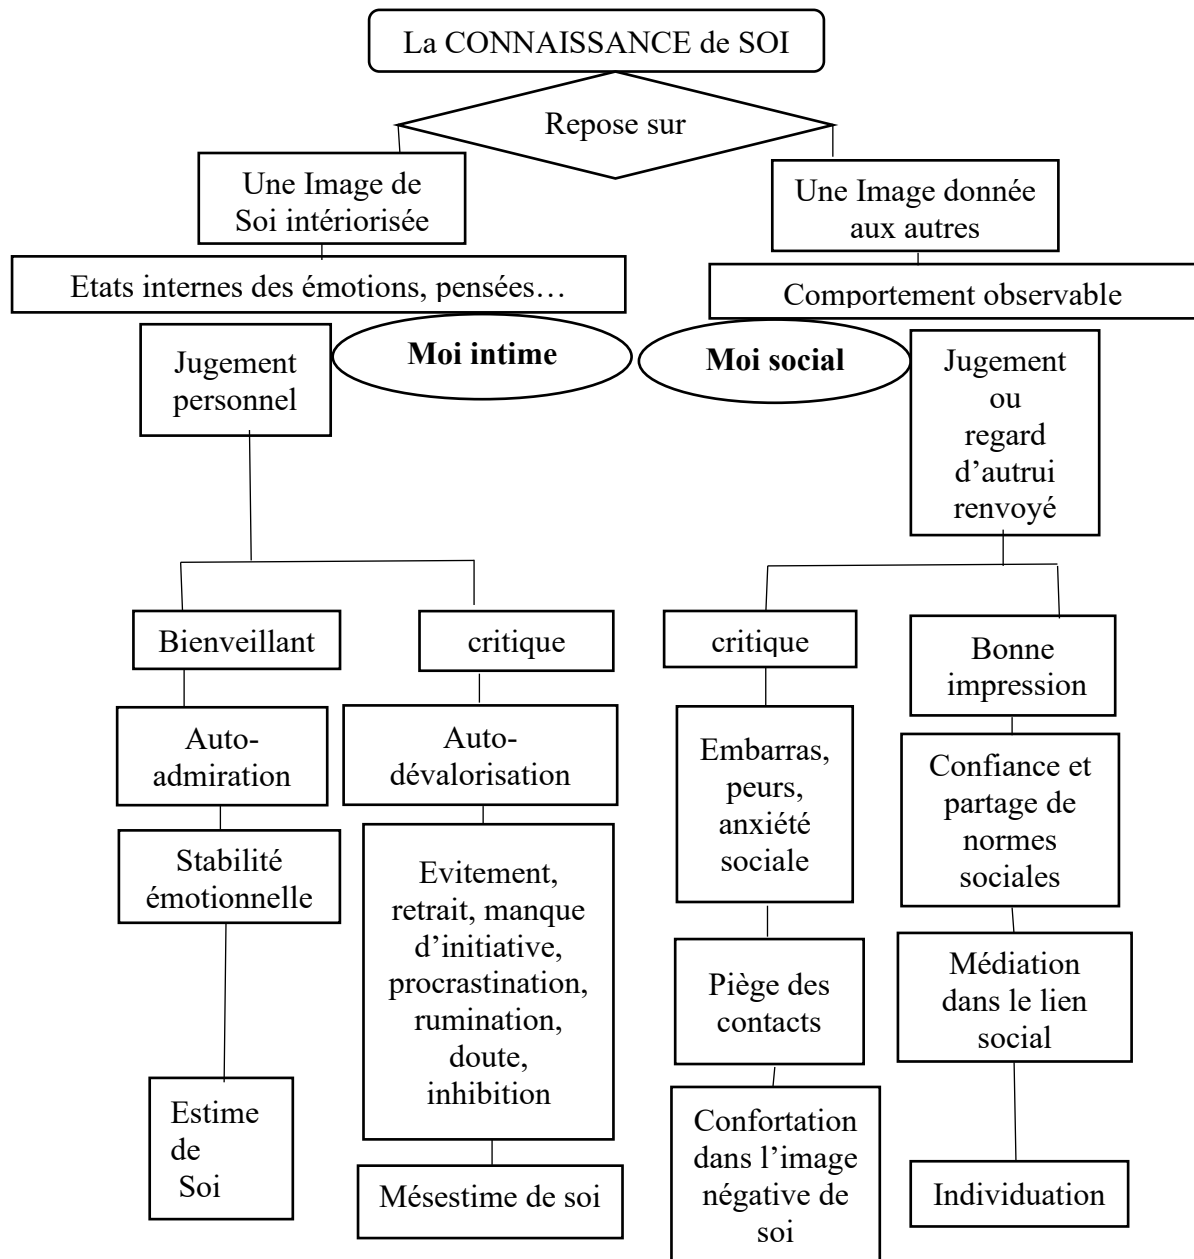 La CONNAISSANCE de SOI
Repose sur
Une Image de
Soi intériorisée
Une Image donnée
aux autres
Etats internes des émotions, pensées…
Comportement observable
Moi intime
Moi social
Jugement
personnel
Jugement
ou
regard
d’autrui
renvoyé
Bienveillant
critique
critique
Bonne
impression
Auto-
admiration
Auto-
dévalorisation
Embarras,
peurs,
anxiété
sociale
Confiance et
partage de
normes
sociales
Stabilité
émotionnelle
Evitement,
retrait, manque
d’initiative,
procrastination,
rumination,
doute,
inhibition
Piège des
contacts
Médiation
dans le lien
social
Estime
de
Soi
Mésestime de soi
Confortation
dans l’image
négative de
soi
Individuation